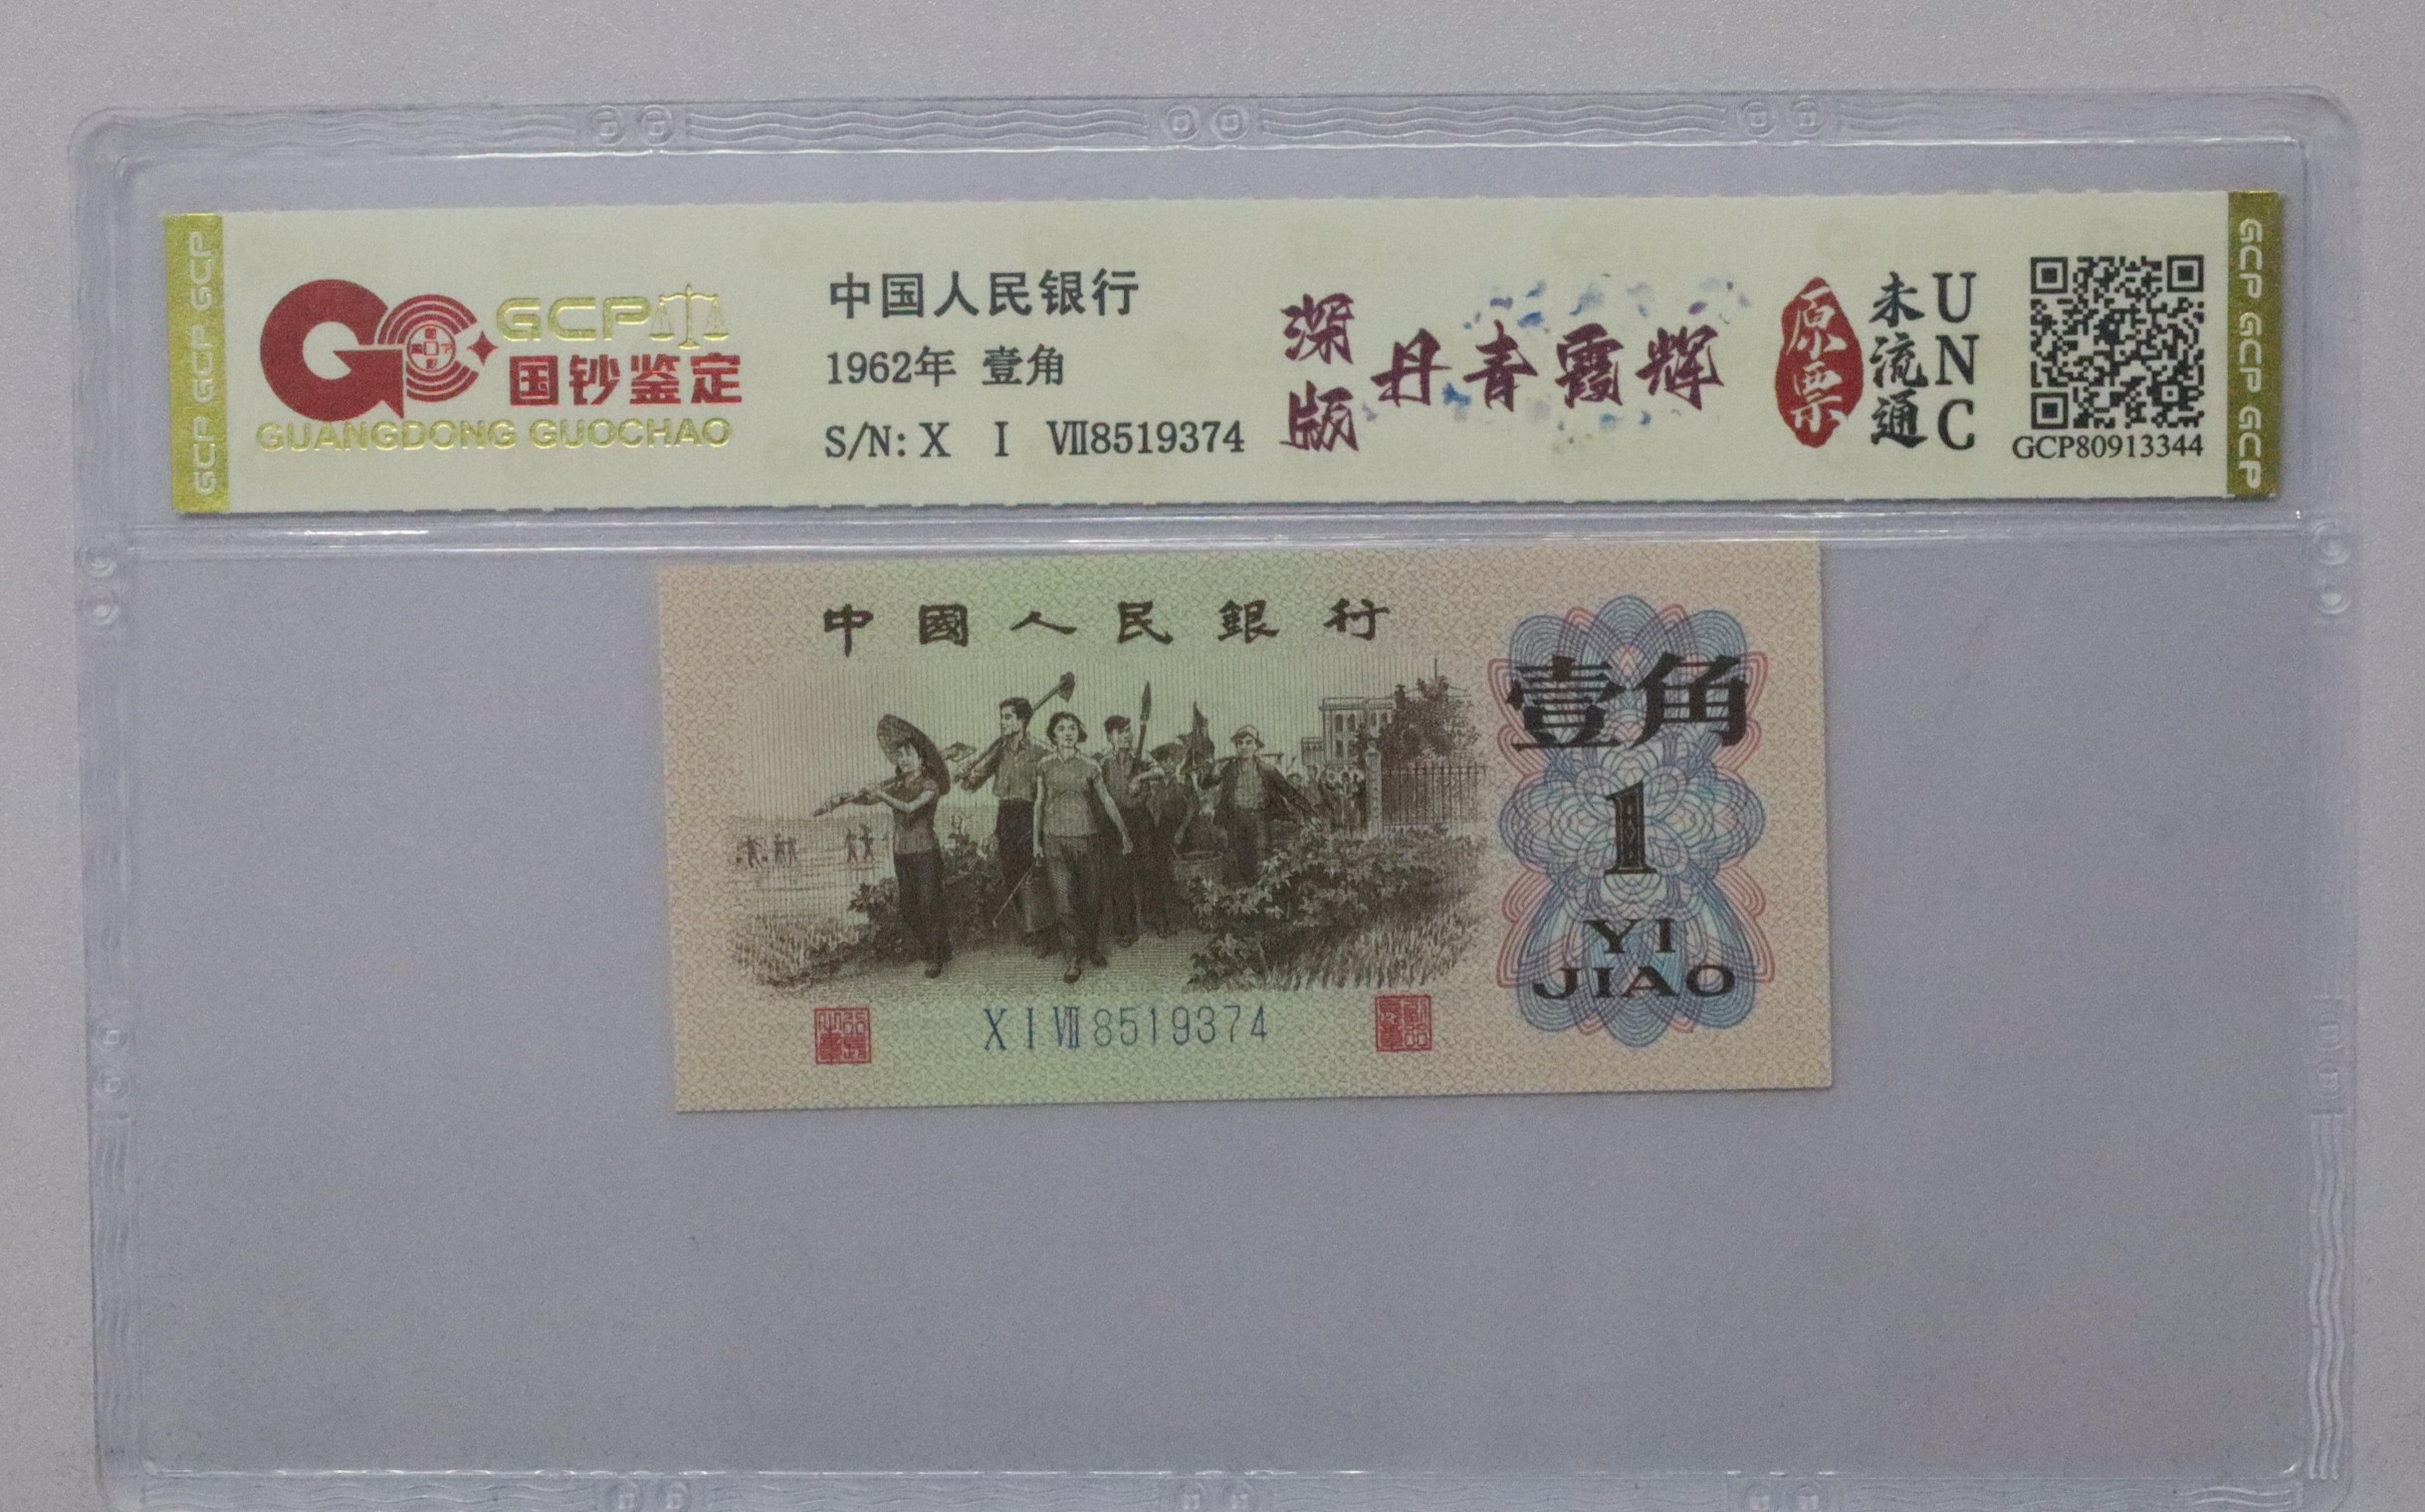 GCP GCP GCP
GCP
国钞鉴定
GUANGDONG GUOCHAO
中国人民银行
1962年 壹角
S/N: X I Ⅶ8519374
深版
丹青霞辉
原票
未流通
UNC
GCP80913344
GCP GCP GCP
中國人民銀行
壹角
1
YI
JIAO
X I Ⅶ 8519374